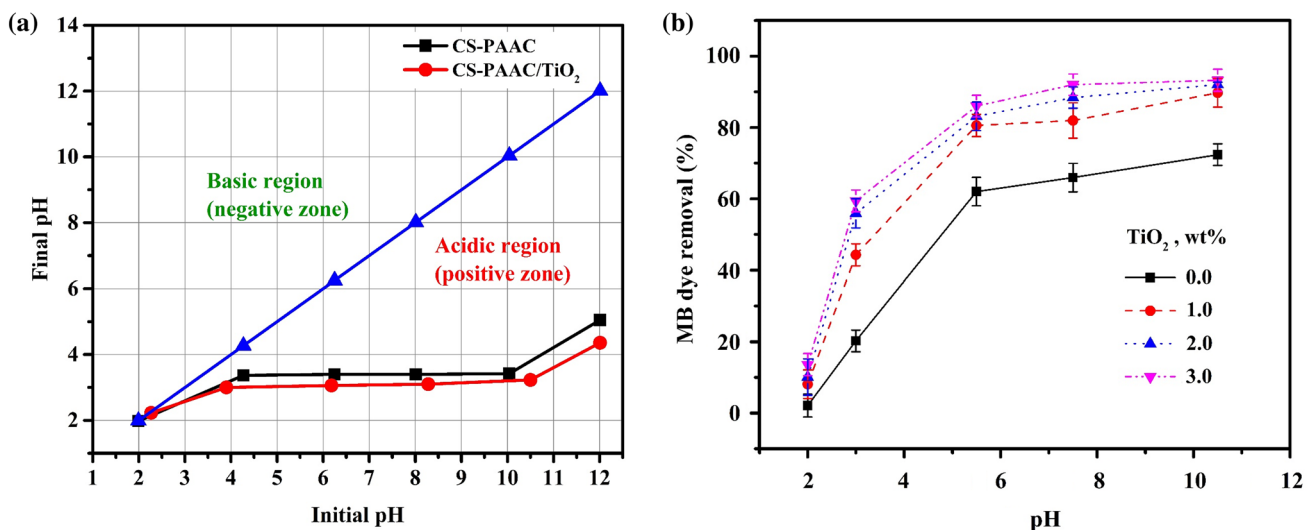 (a)
14
12
10
8
6
4
2
Final pH
CS-PAAC
CS-PAAC/TiO₂
Basic region
(negative zone)
Acidic region
(positive zone)
1 2 3 4 5 6 7 8 9 10 11 12
Initial pH
(b)
100
80
60
40
20
0
MB dye removal (%)
TiO₂ , wt%
0.0
1.0
2.0
3.0
2 4 6 8 10 12
pH